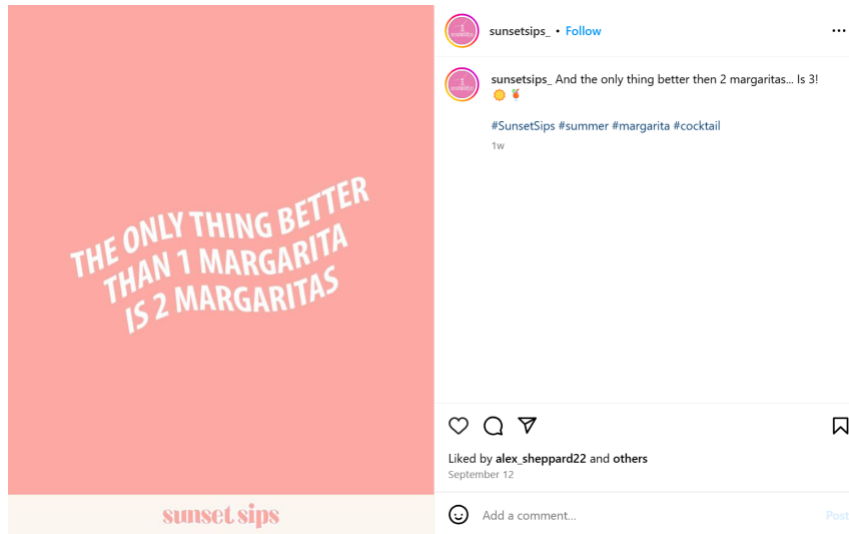 THE ONLY THING BETTER
THAN 1 MARGARITA
IS 2 MARGARITAS
sunset sips
sunsetsips_ • Follow
sunsetsips_ And the only thing better then 2 margaritas... Is 3!
#SunsetSips #summer #margarita #cocktail
1w
Liked by alex_sheppard22 and others
September 12
Add a comment...
Post